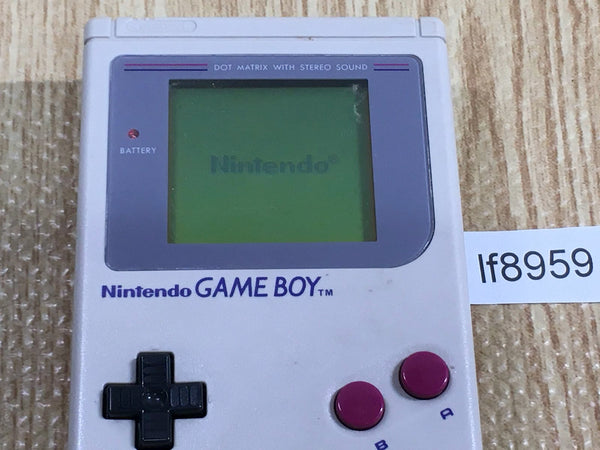 DOT MATRIX WITH STEREO SOUND
BATTERY
Nintendo®
lf8959
Nintendo GAME BOY™
B A